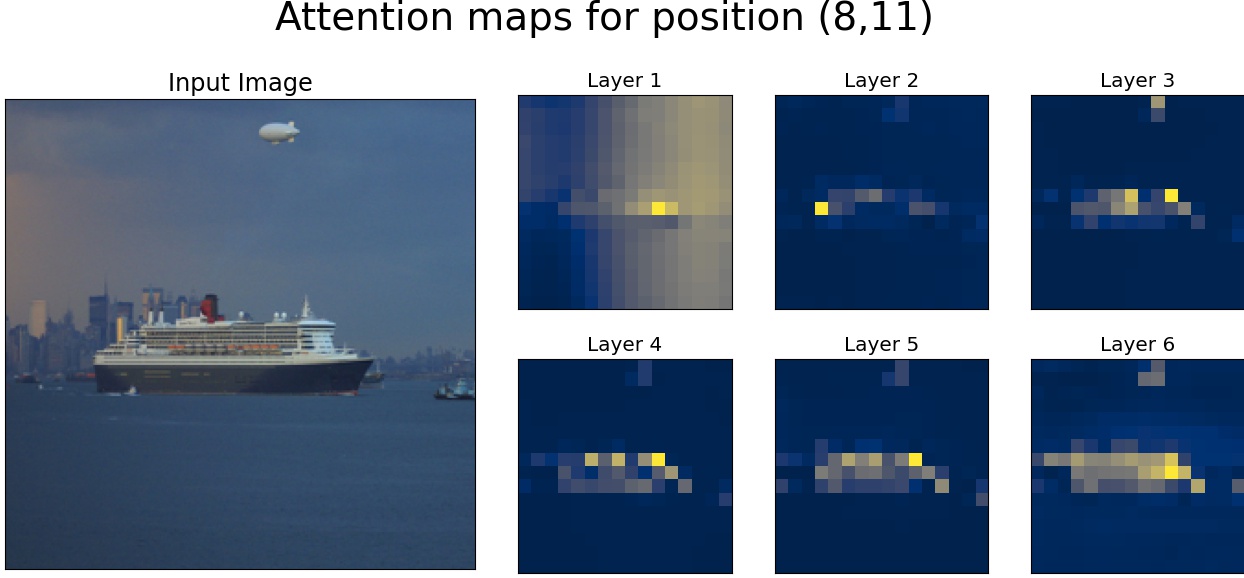 Attention maps for position (8,11)
Input Image
Layer 1
Layer 2
Layer 3
Layer 4
Layer 5
Layer 6